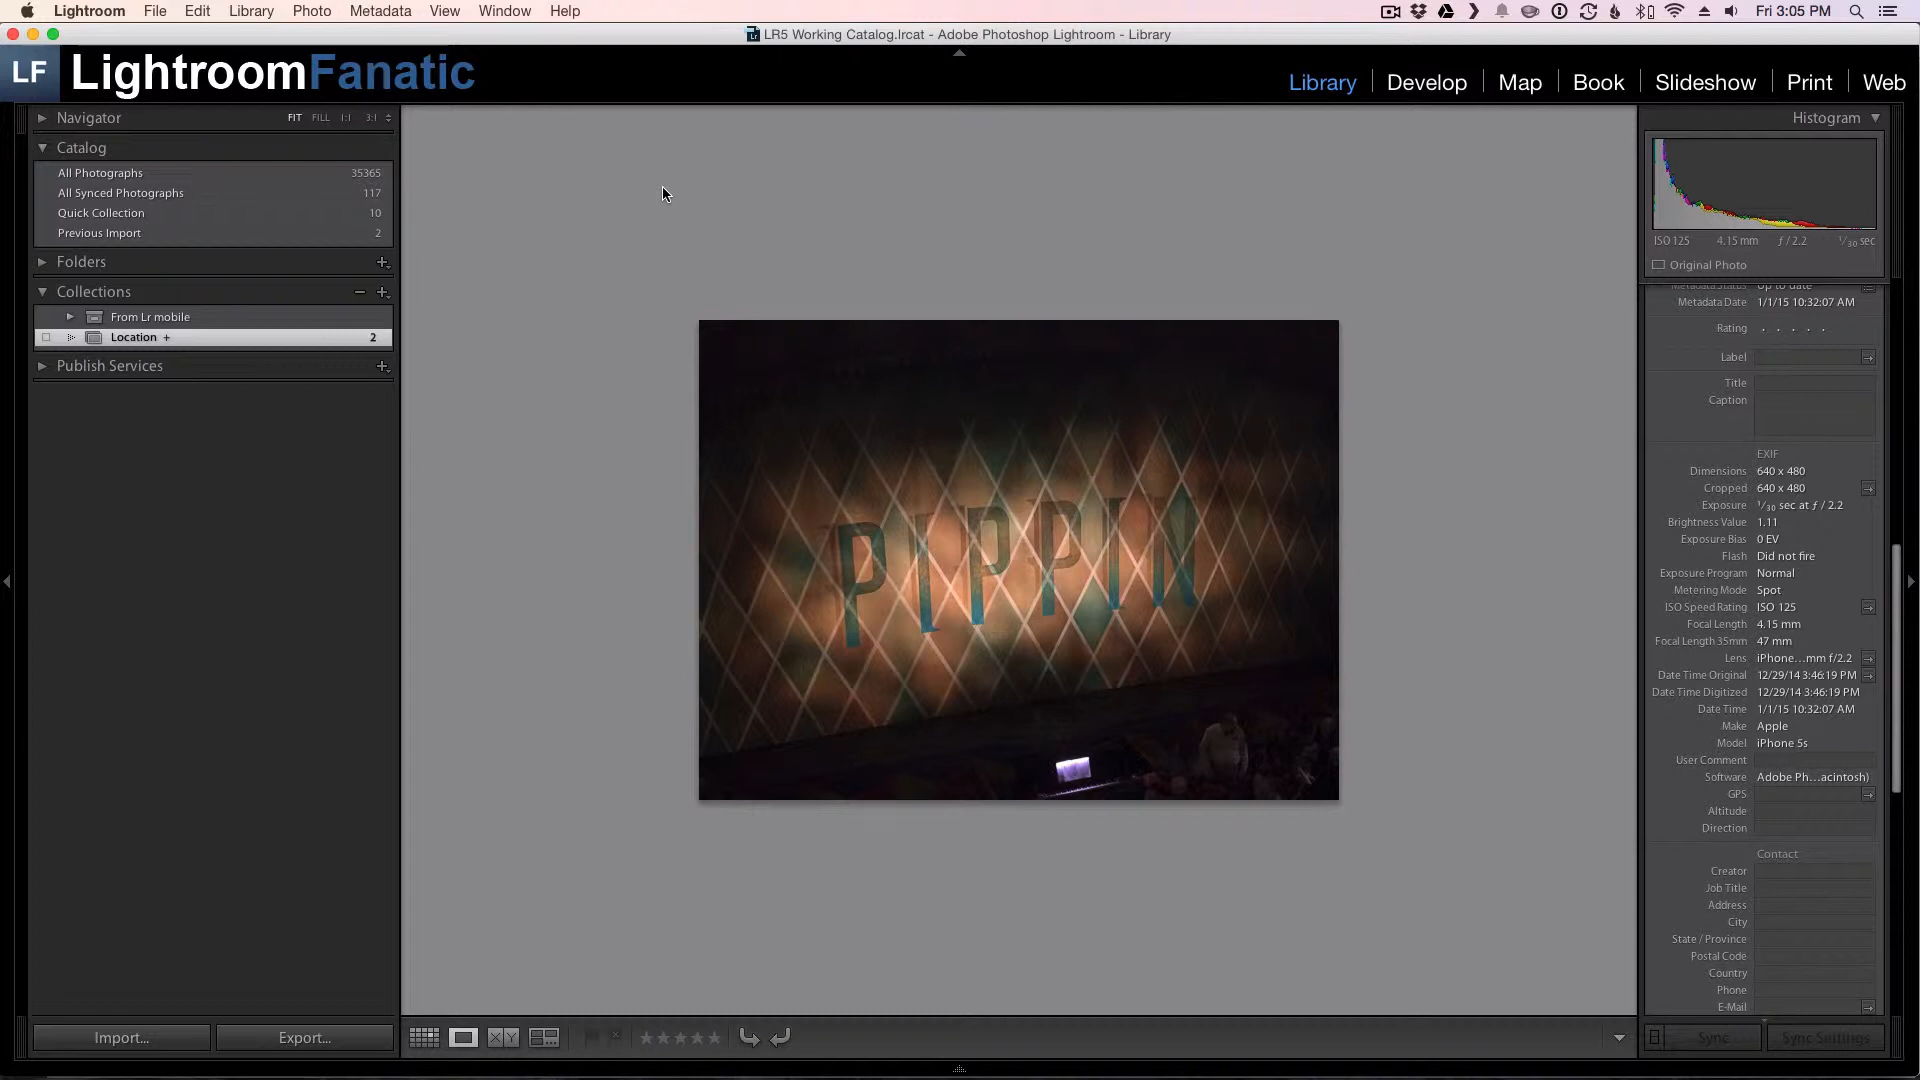 Lightroom File Edit Library Photo Metadata View Window Help Fri 3:05 PM
LR5 Working Catalog.lrcat - Adobe Photoshop Lightroom - Library
LF LightroomFanatic
Library Develop Map Book Slideshow Print Web
Navigator FIT FILL 1:1 3:1
Catalog
All Photographs 35365
All Synced Photographs 117
Quick Collection 10
Previous Import 2
Folders
Collections
From Lr mobile
Location + 2
Publish Services
Import...
Export...
PIPPIN
XY
Histogram
ISO 125 4.15 mm ƒ / 2.2 1/30 sec
Original Photo
Metadata Status Up to date
Metadata Date 1/1/15 10:32:07 AM
Rating
Label
Title
Caption
EXIF
Dimensions 640 x 480
Cropped 640 x 480
Exposure 1/30 sec at ƒ / 2.2
Brightness Value 1.11
Exposure Bias 0 EV
Flash Did not fire
Exposure Program Normal
Metering Mode Spot
ISO Speed Rating ISO 125
Focal Length 4.15 mm
Focal Length 35mm 47 mm
Lens iPhone...mm f/2.2
Date Time Original 12/29/14 3:46:19 PM
Date Time Digitized 12/29/14 3:46:19 PM
Date Time 1/1/15 10:32:07 AM
Make Apple
Model iPhone 5s
User Comment
Software Adobe Ph...acintosh)
GPS
Altitude
Direction
Contact
Creator
Job Title
Address
City
State / Province
Postal Code
Country
Phone
E-Mail
Sync
Sync Settings